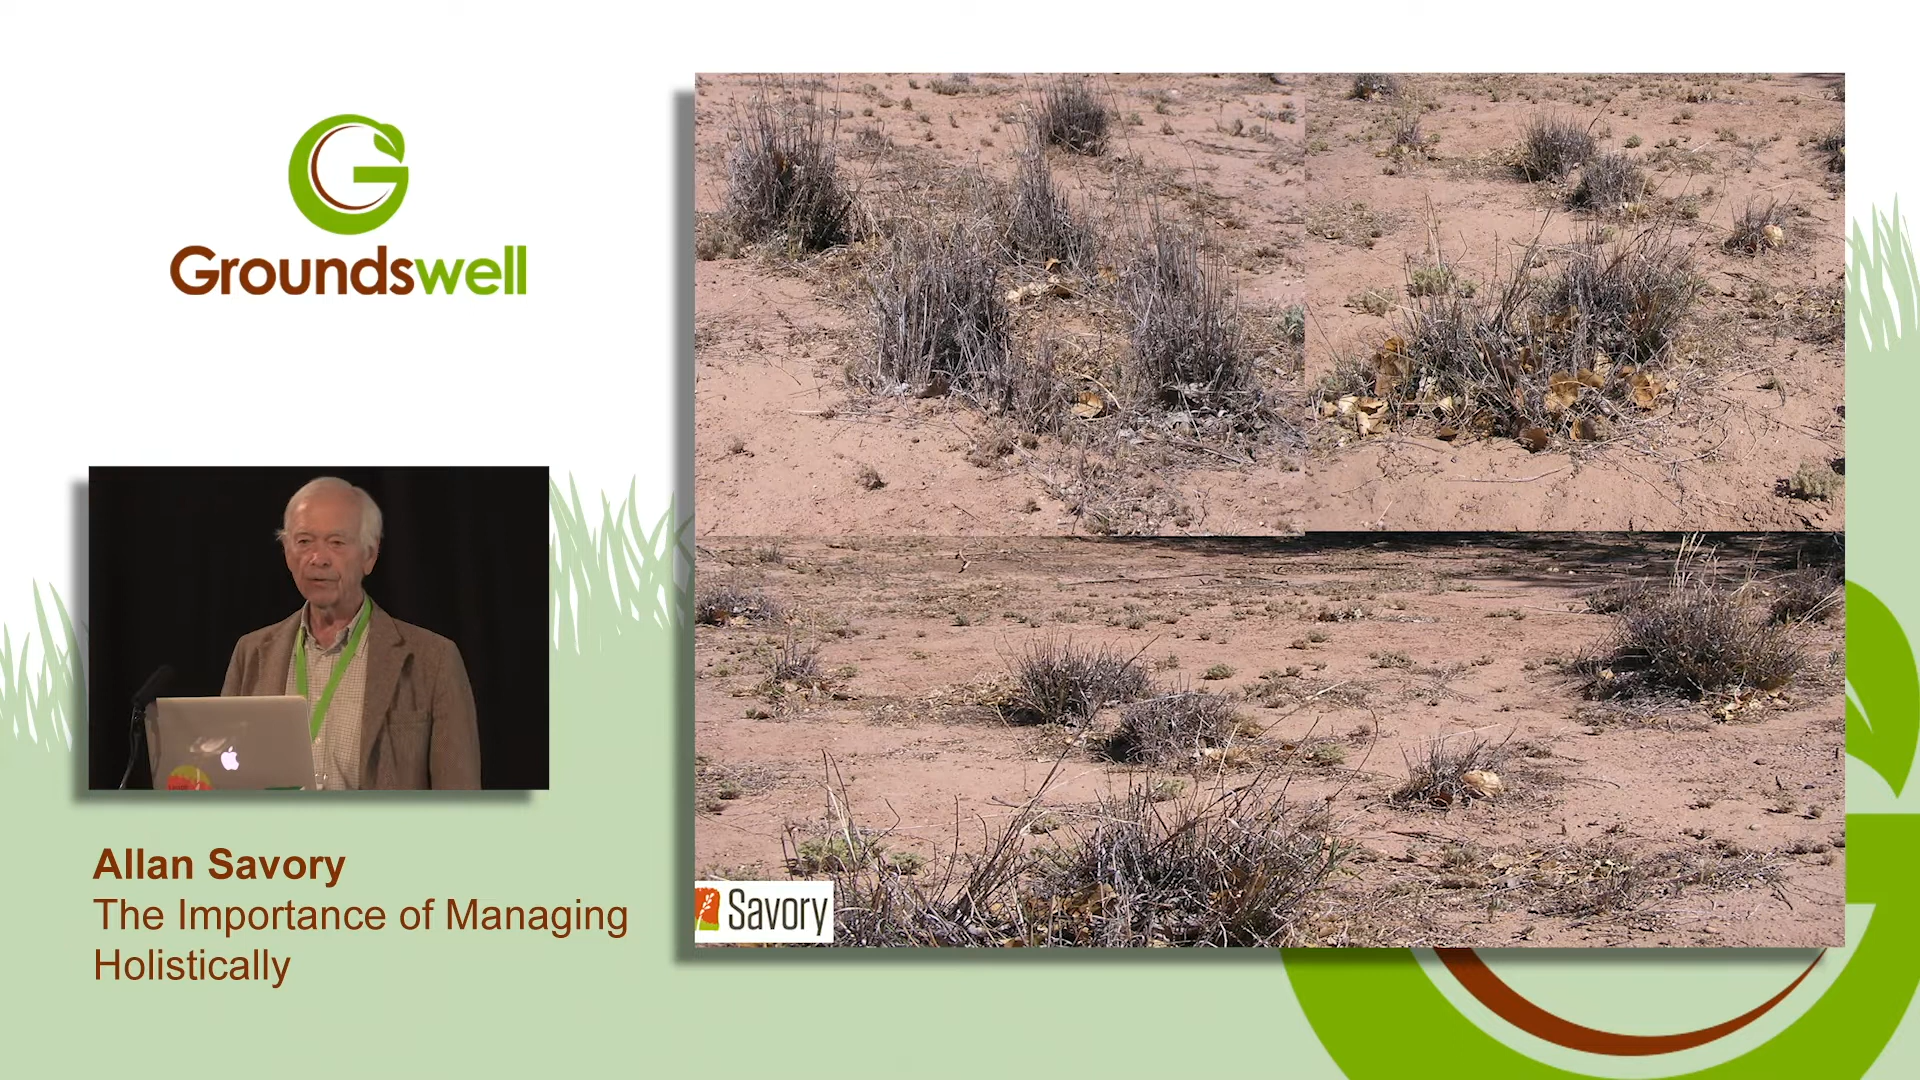 Groundswell
Allan Savory
The Importance of Managing
Holistically
Savory